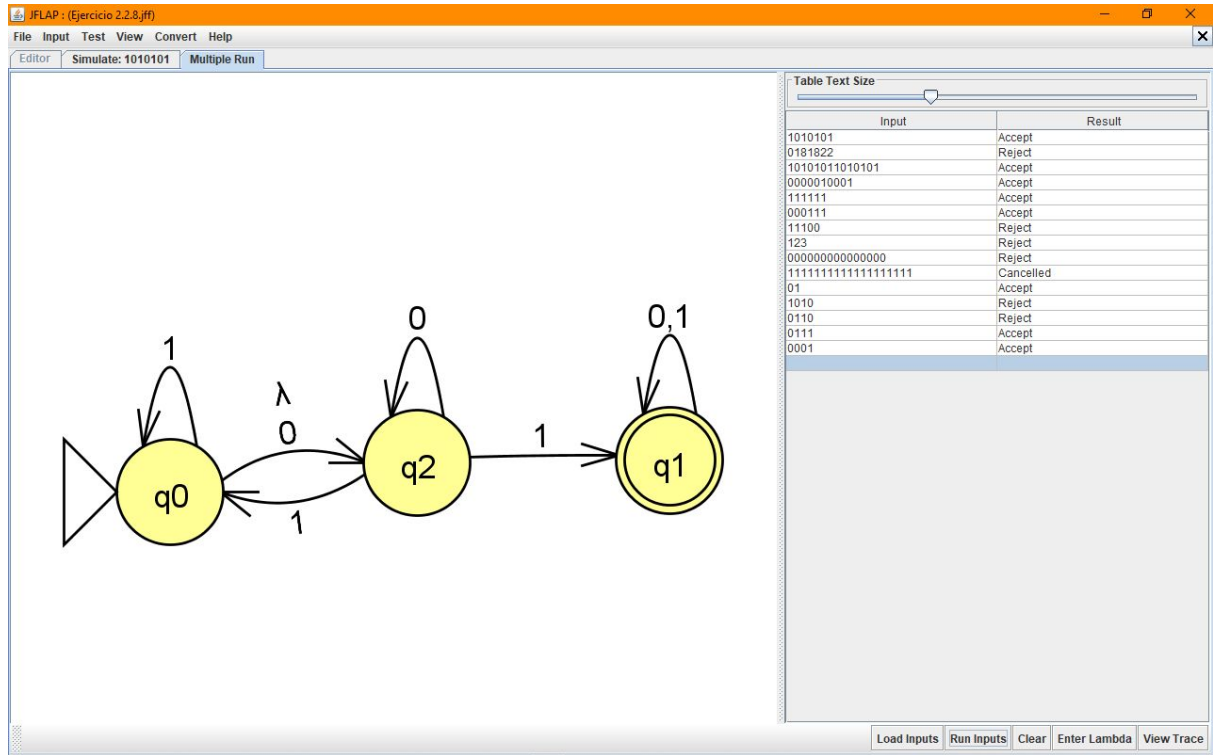 JFLAP : (Ejercicio 2.2.8.jff)
File Input Test View Convert Help
Editor Simulate: 1010101 Multiple Run
Table Text Size
Input Result
1010101 Accept
0181822 Reject
10101011010101 Accept
0000010001 Accept
111111 Accept
000111 Accept
11100 Reject
123 Reject
000000000000000 Reject
1111111111111111111 Cancelled
01 Accept
1010 Reject
0110 Reject
0111 Accept
0001 Accept
0 0,1
1 λ
0 1
q0 q2 q1
1
Load Inputs Run Inputs Clear Enter Lambda View Trace